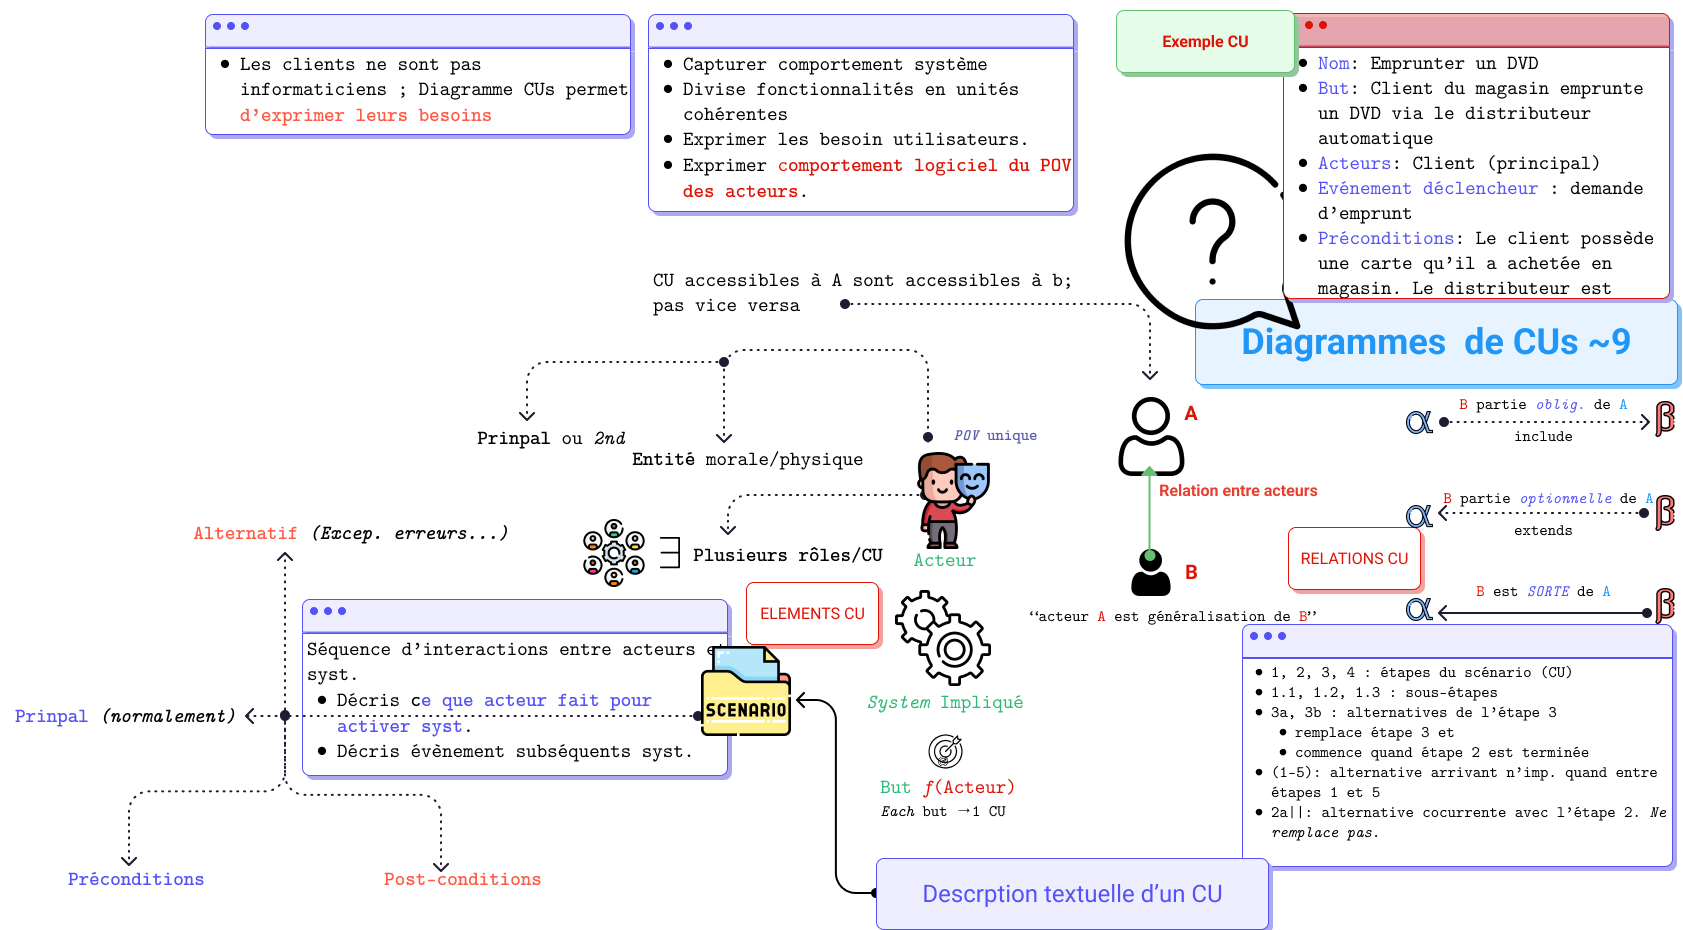 Les clients ne sont pas
informaticiens ; Diagramme CUs permet
d'exprimer leurs besoins
Capturer comportement système
Divise fonctionnalités en unités
cohérentes
Exprimer les besoin utilisateurs.
Exprimer comportement logiciel du POV
des acteurs.
Exemple CU
Nom: Emprunter un DVD
But: Client du magasin emprunte
un DVD via le distributeur
automatique
Acteurs: Client (principal)
Evénement déclencheur : demande
d'emprunt
Préconditions: Le client possède
une carte qu'il a achetée en
magasin. Le distributeur est
Diagrammes de CUs ~9
CU accessibles à A sont accessibles à b;
pas vice versa
Prinpal ou 2nd
Entité morale/physique
POV unique
Plusieurs rôles/CU
Acteur
A
Relation entre acteurs
B
"acteur A est généralisation de B"
B partie oblig. de A
α β
include
B partie optionnelle de A
α β
extends
RELATIONS CU
B est SORTE de A
α β
Alternatif (Excep. erreurs...)
ELEMENTS CU
Séquence d'interactions entre acteurs e
syst.
Décris ce que acteur fait pour
activer syst.
Décris évènement subséquents syst.
SCENARIO
Prinpal (normalement)
Préconditions
Post-conditions
System Impliqué
But f(Acteur)
Each but →1 CU
1, 2, 3, 4 : étapes du scénario (CU)
1.1, 1.2, 1.3 : sous-étapes
3a, 3b : alternatives de l'étape 3
remplace étape 3 et
commence quand étape 2 est terminée
(1-5): alternative arrivant n'imp. quand entre
étapes 1 et 5
2a||: alternative cocurrente avec l'étape 2. Ne
remplace pas.
Descrption textuelle d'un CU